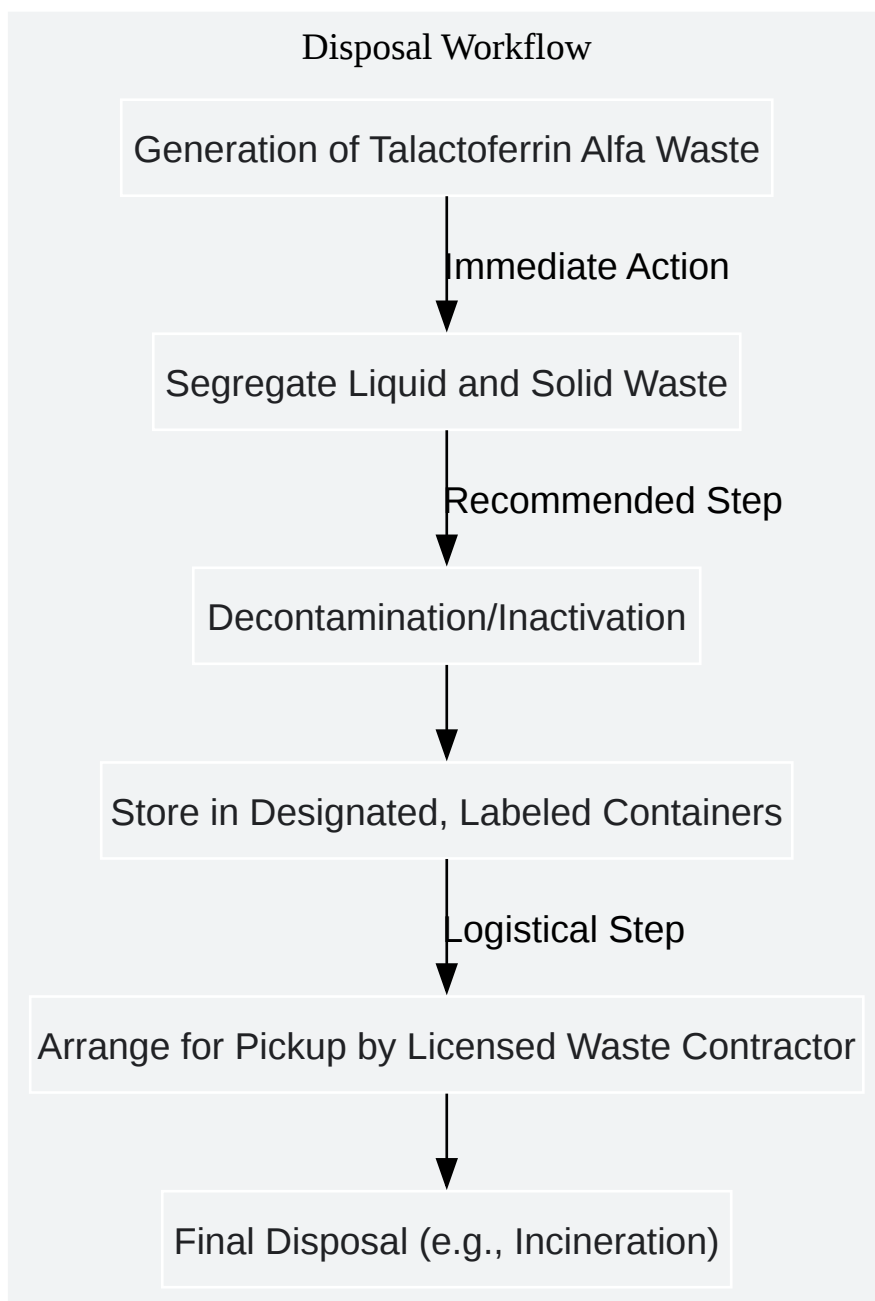 Disposal Workflow
Generation of Talactoferrin Alfa Waste
Immediate Action
Segregate Liquid and Solid Waste
Recommended Step
Decontamination/Inactivation
Store in Designated, Labeled Containers
Logistical Step
Arrange for Pickup by Licensed Waste Contractor
Final Disposal (e.g., Incineration)